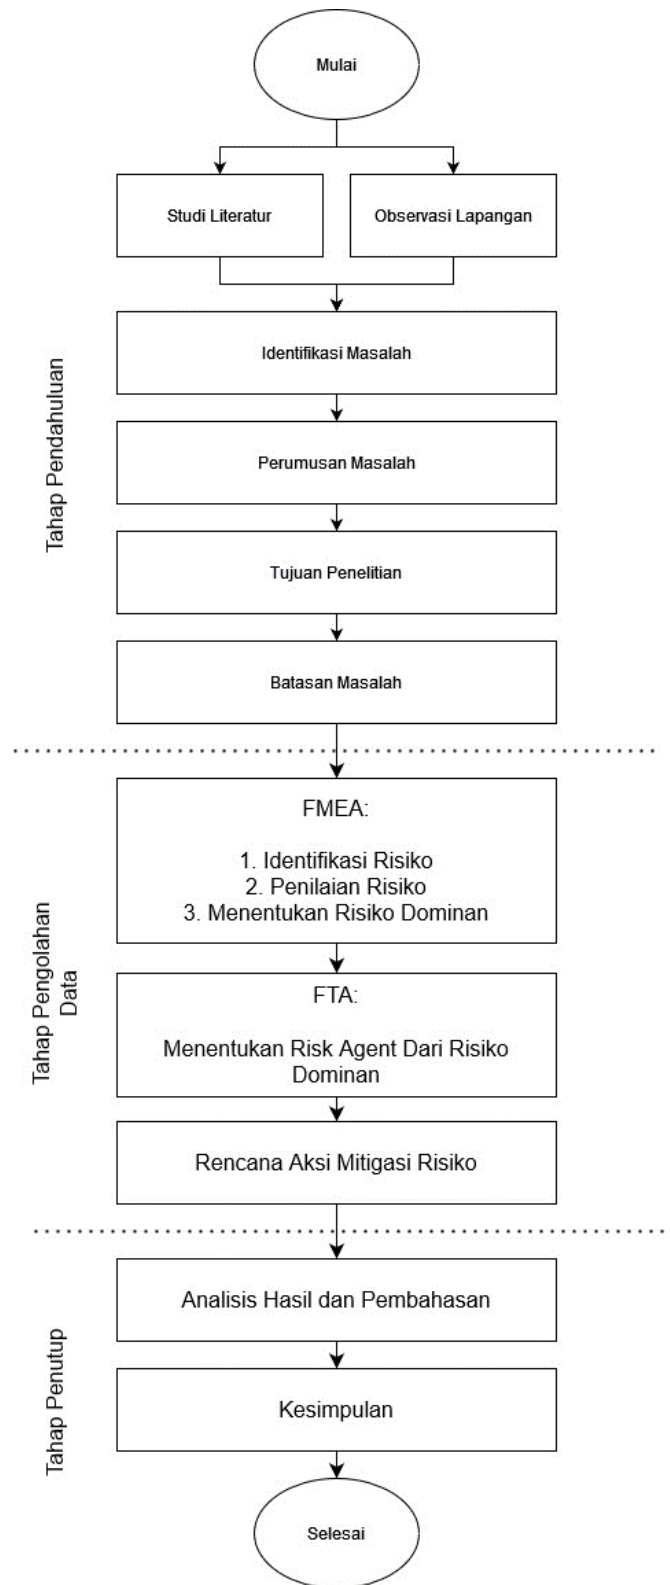 Mulai
Studi Literatur
Observasi Lapangan
Identifikasi Masalah
Perumusan Masalah
Tujuan Penelitian
Batasan Masalah
Tahap Pendahuluan
FMEA:
1. Identifikasi Risiko
2. Penilaian Risiko
3. Menentukan Risiko Dominan
FTA:
Menentukan Risk Agent Dari Risiko
Dominan
Rencana Aksi Mitigasi Risiko
Tahap Pengolahan
Data
Analisis Hasil dan Pembahasan
Kesimpulan
Selesai
Tahap Penutup